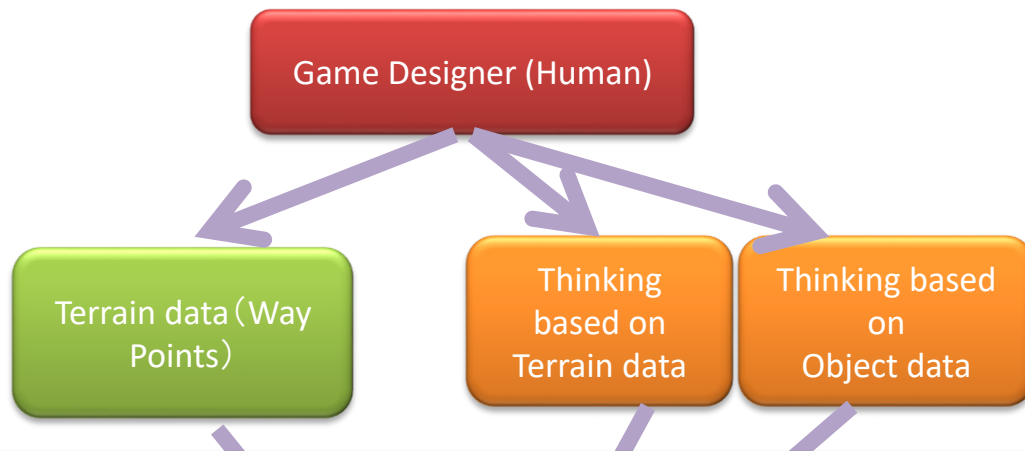 Game Designer (Human)
Terrain data（Way
Points）
Thinking
based on
Terrain data
Thinking based
on
Object data